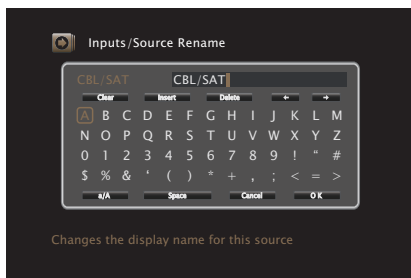 Inputs/Source Rename
CBL/SAT CBL/SAT
Clear Insert Delete ← →
A B C D E F G H I J K L M
N O P Q R S T U V W X Y Z
0 1 2 3 4 5 6 7 8 9 ! “ #
$ % & ‘ ( ) * + , ; < = >
a/A Space Cancel OK
Changes the display name for this source